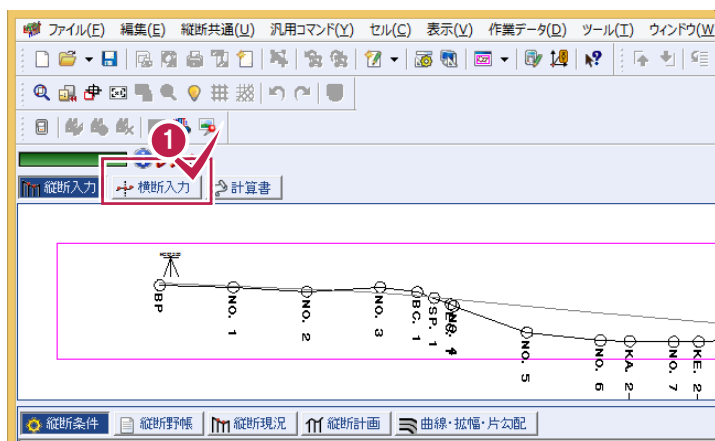 ファイル(F) 編集(E) 縦断共通(U) 汎用コマンド(Y) セル(C) 表示(V) 作業データ(D) ツール(T) ウィンドウ(W
1
縦断入力 横断入力 計算書
BP
NO. 1
NO. 2
NO. 3
BC. 1
SP. 1
NO. 5
NO. 6
KA. 2-
NO. 7
KE. 2-
縦断条件 縦断野帳 縦断現況 縦断計画 曲線・拡幅・片勾配